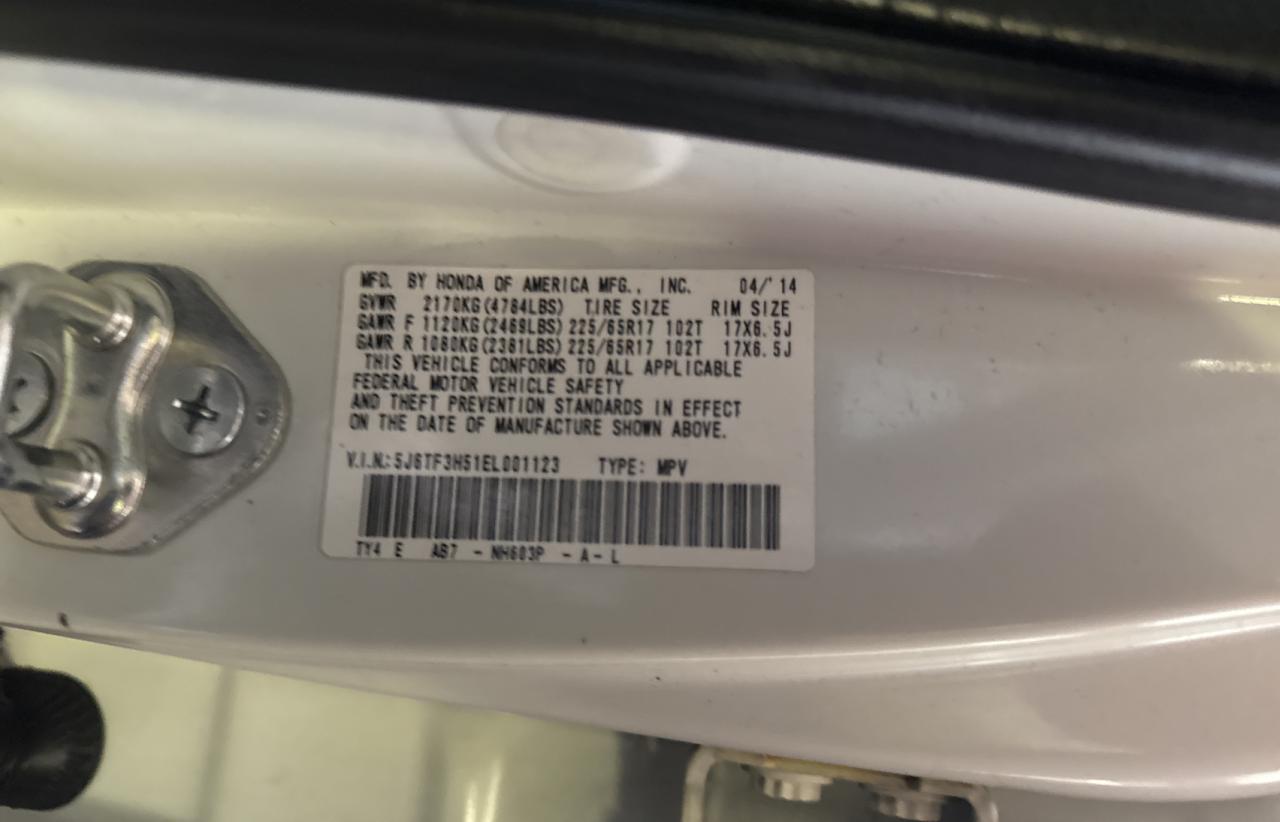 MFD. BY HONDA OF AMERICA MFG., INC. 04/'14
GVWR 2170KG(4784LBS) TIRE SIZE RIM SIZE
GAWR F 1120KG(2469LBS) 225/65R17 102T 17X6.5J
GAWR R 1080KG(2381LBS) 225/65R17 102T 17X6.5J
THIS VEHICLE CONFORMS TO ALL APPLICABLE
FEDERAL MOTOR VEHICLE SAFETY
AND THEFT PREVENTION STANDARDS IN EFFECT
ON THE DATE OF MANUFACTURE SHOWN ABOVE.
V.I.N.: 5J6TF3H51EL001123 TYPE: MPV
TY4 E AB7 - NH603P - A - L